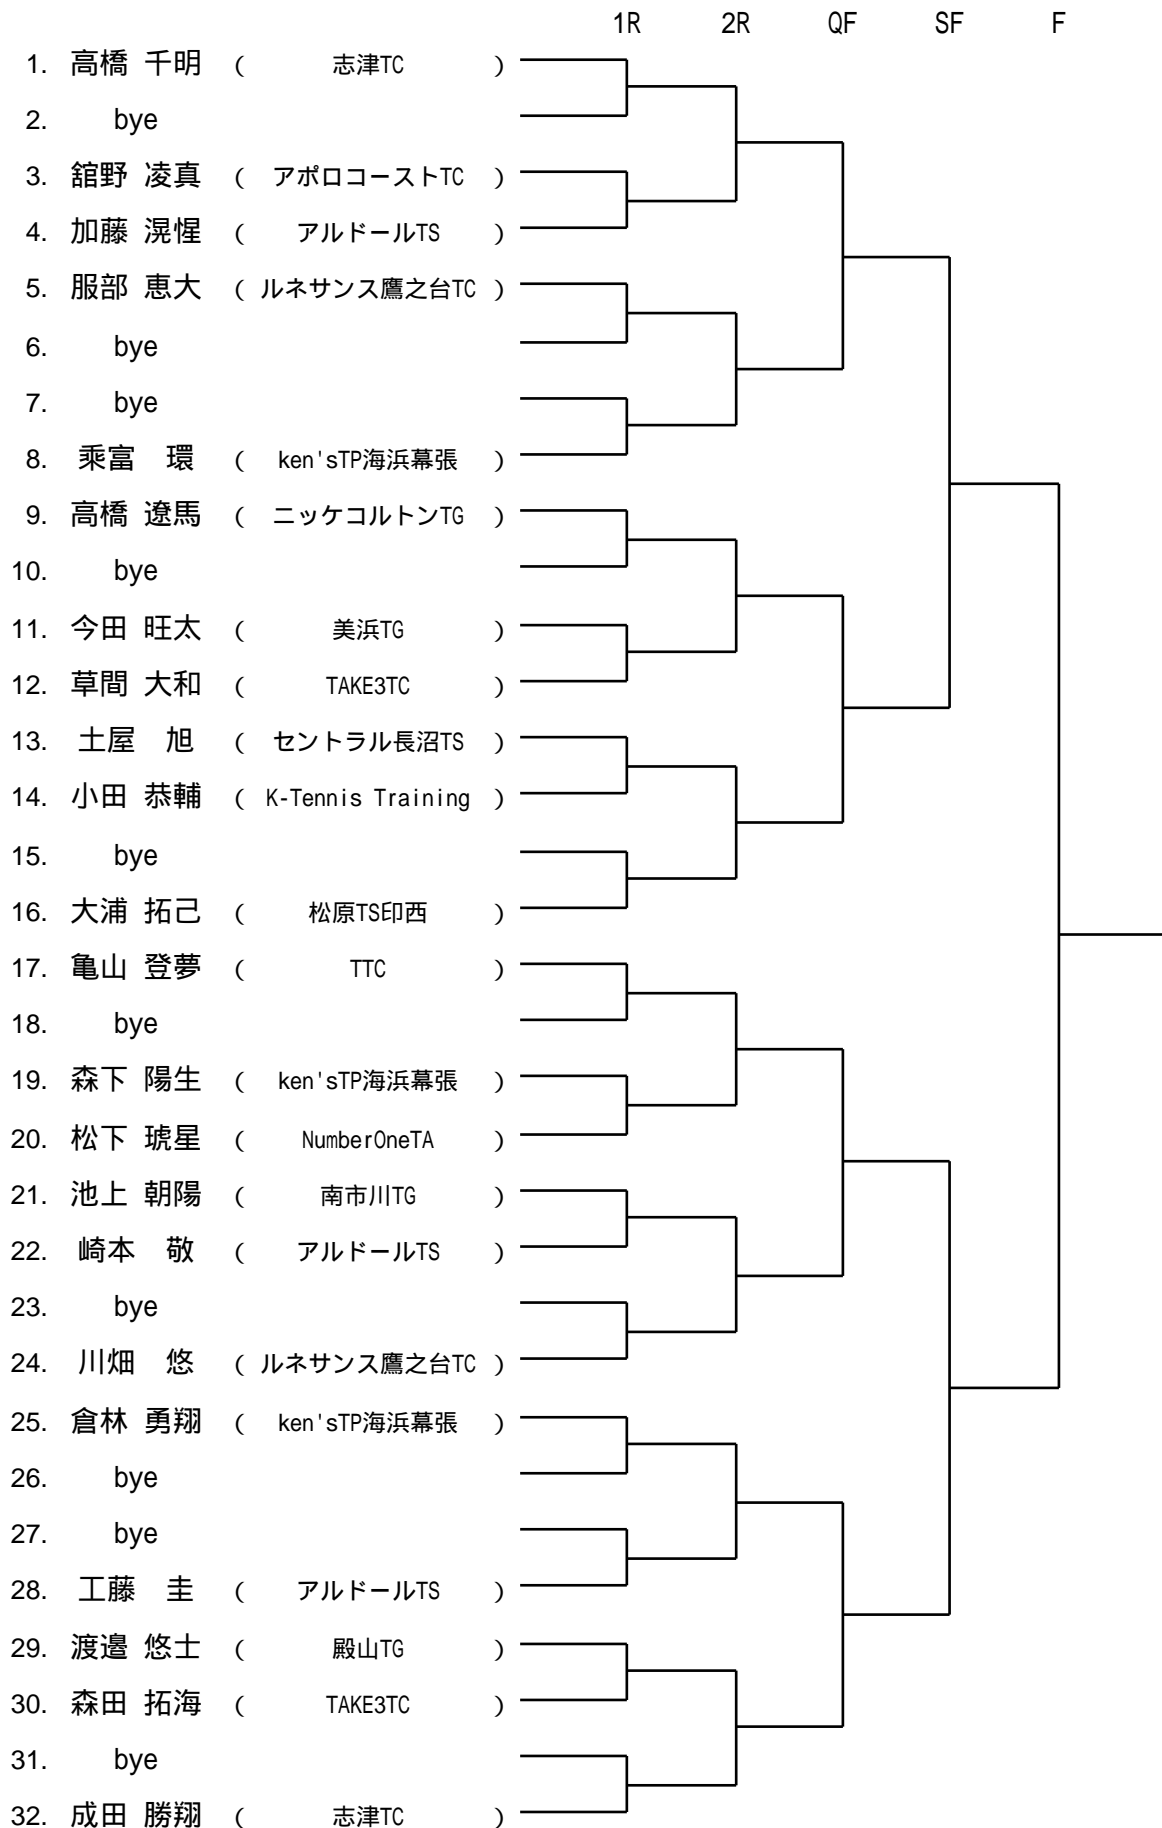 1R 2R QF SF F
1. 高橋 千明 ( 志津TC )
2. bye
3.舘野 凌真 ( アポロコーストTC )
4. 加藤 滉惺 ( アルドールTS )
5. 服部 恵大 ( ルネサンス鷹之台TC )
6. bye
7. bye
8. 乘富 環 ( ken'sTP海浜幕張 )
9. 高橋 遼馬 ( ニッケコルトンTG )
10. bye
11. 今田 旺太 ( 美浜TG )
12. 草間 大和 ( TAKE3TC )
13. 土屋 旭 ( セントラル長沼TS )
14. 小田 恭輔 ( K-Tennis Training )
15. bye
16. 大浦 拓己 ( 松原TS印西 )
17. 亀山 登夢 ( TTC )
18. bye
19. 森下 陽生 ( ken'sTP海浜幕張 )
20. 松下 琥星 ( NumberOneTA )
21. 池上 朝陽 ( 南市川TG )
22. 崎本 敬 ( アルドールTS )
23. bye
24. 川畑 悠 ( ルネサンス鷹之台TC )
25. 倉林 勇翔 ( ken'sTP海浜幕張 )
26. bye
27. bye
28. 工藤 圭 ( アルドールTS )
29. 渡邉 悠士 ( 殿山TG )
30. 森田 拓海 ( TAKE3TC )
31. bye
32. 成田 勝翔 ( 志津TC )